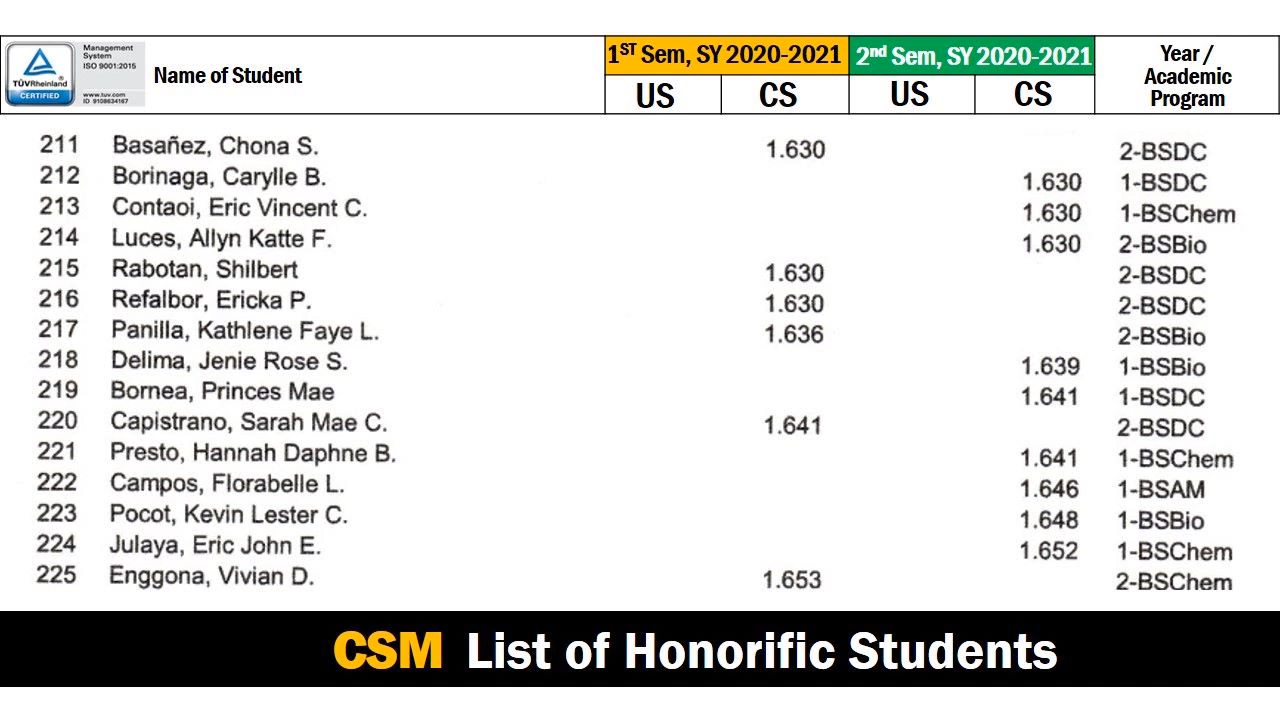 Management
System
ISO 9001:2015
TÜVRheinland®
CERTIFIED
www.tuv.com
ID 9108634167
Name of Student
1ST Sem, SY 2020-2021 2nd Sem, SY 2020-2021 Year / Academic Program
US CS US CS
211 Basañez, Chona S. 1.630 2-BSDC
212 Borinaga, Carylle B. 1.630 1-BSDC
213 Contaoi, Eric Vincent C. 1.630 1-BSChem
214 Luces, Allyn Katte F. 1.630 2-BSBio
215 Rabotan, Shilbert 1.630 2-BSDC
216 Refalbor, Ericka P. 1.630 2-BSDC
217 Panilla, Kathlene Faye L. 1.636 2-BSBio
218 Delima, Jenie Rose S. 1.639 1-BSBio
219 Bornea, Princes Mae 1.641 1-BSDC
220 Capistrano, Sarah Mae C. 1.641 2-BSDC
221 Presto, Hannah Daphne B. 1.641 1-BSChem
222 Campos, Florabelle L. 1.646 1-BSAM
223 Pocot, Kevin Lester C. 1.648 1-BSBio
224 Julaya, Eric John E. 1.652 1-BSChem
225 Enggona, Vivian D. 1.653 2-BSChem
CSM List of Honorific Students